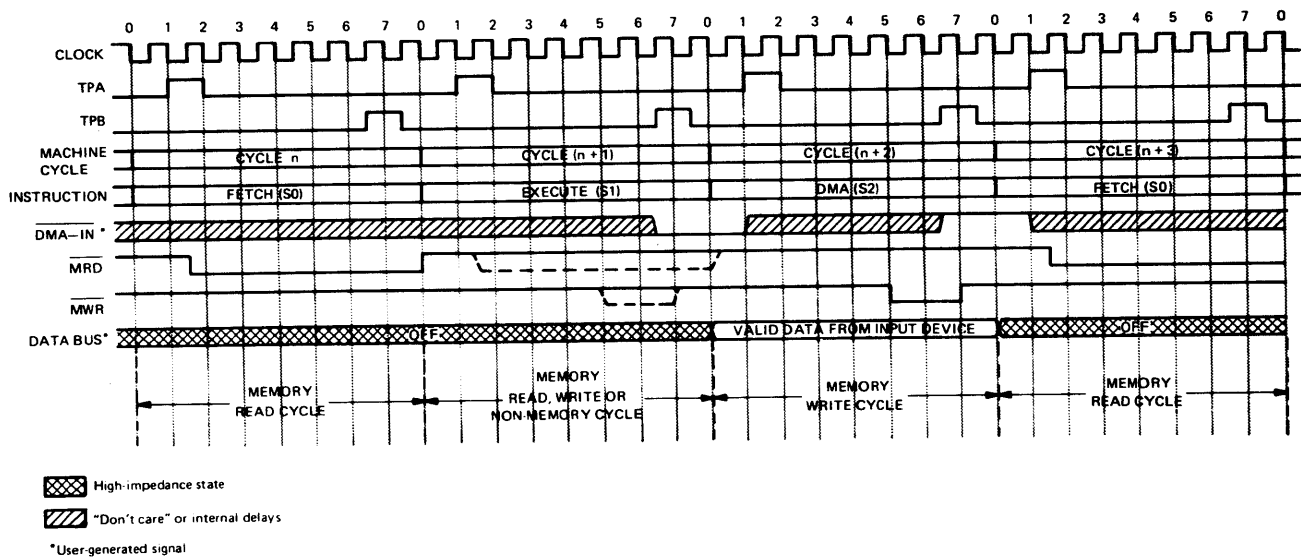 0 1 2 3 4 5 6 7 0 1 2 3 4 5 6 7 0 1 2 3 4 5 6 7 0 1 2 3 4 5 6 7 0
CLOCK
TPA
TPB
MACHINE CYCLE
CYCLE n
CYCLE (n + 1)
CYCLE (n + 2)
CYCLE (n + 3)
INSTRUCTION
FETCH (S0)
EXECUTE (S1)
DMA (S2)
FETCH (S0)
DMA–IN *
MRD
MWR
DATA BUS*
OFF
VALID DATA FROM INPUT DEVICE
OFF
MEMORY
READ CYCLE
MEMORY
READ, WRITE OR
NON-MEMORY CYCLE
MEMORY
WRITE CYCLE
MEMORY
READ CYCLE
High-impedance state
"Don't care" or internal delays
*User-generated signal